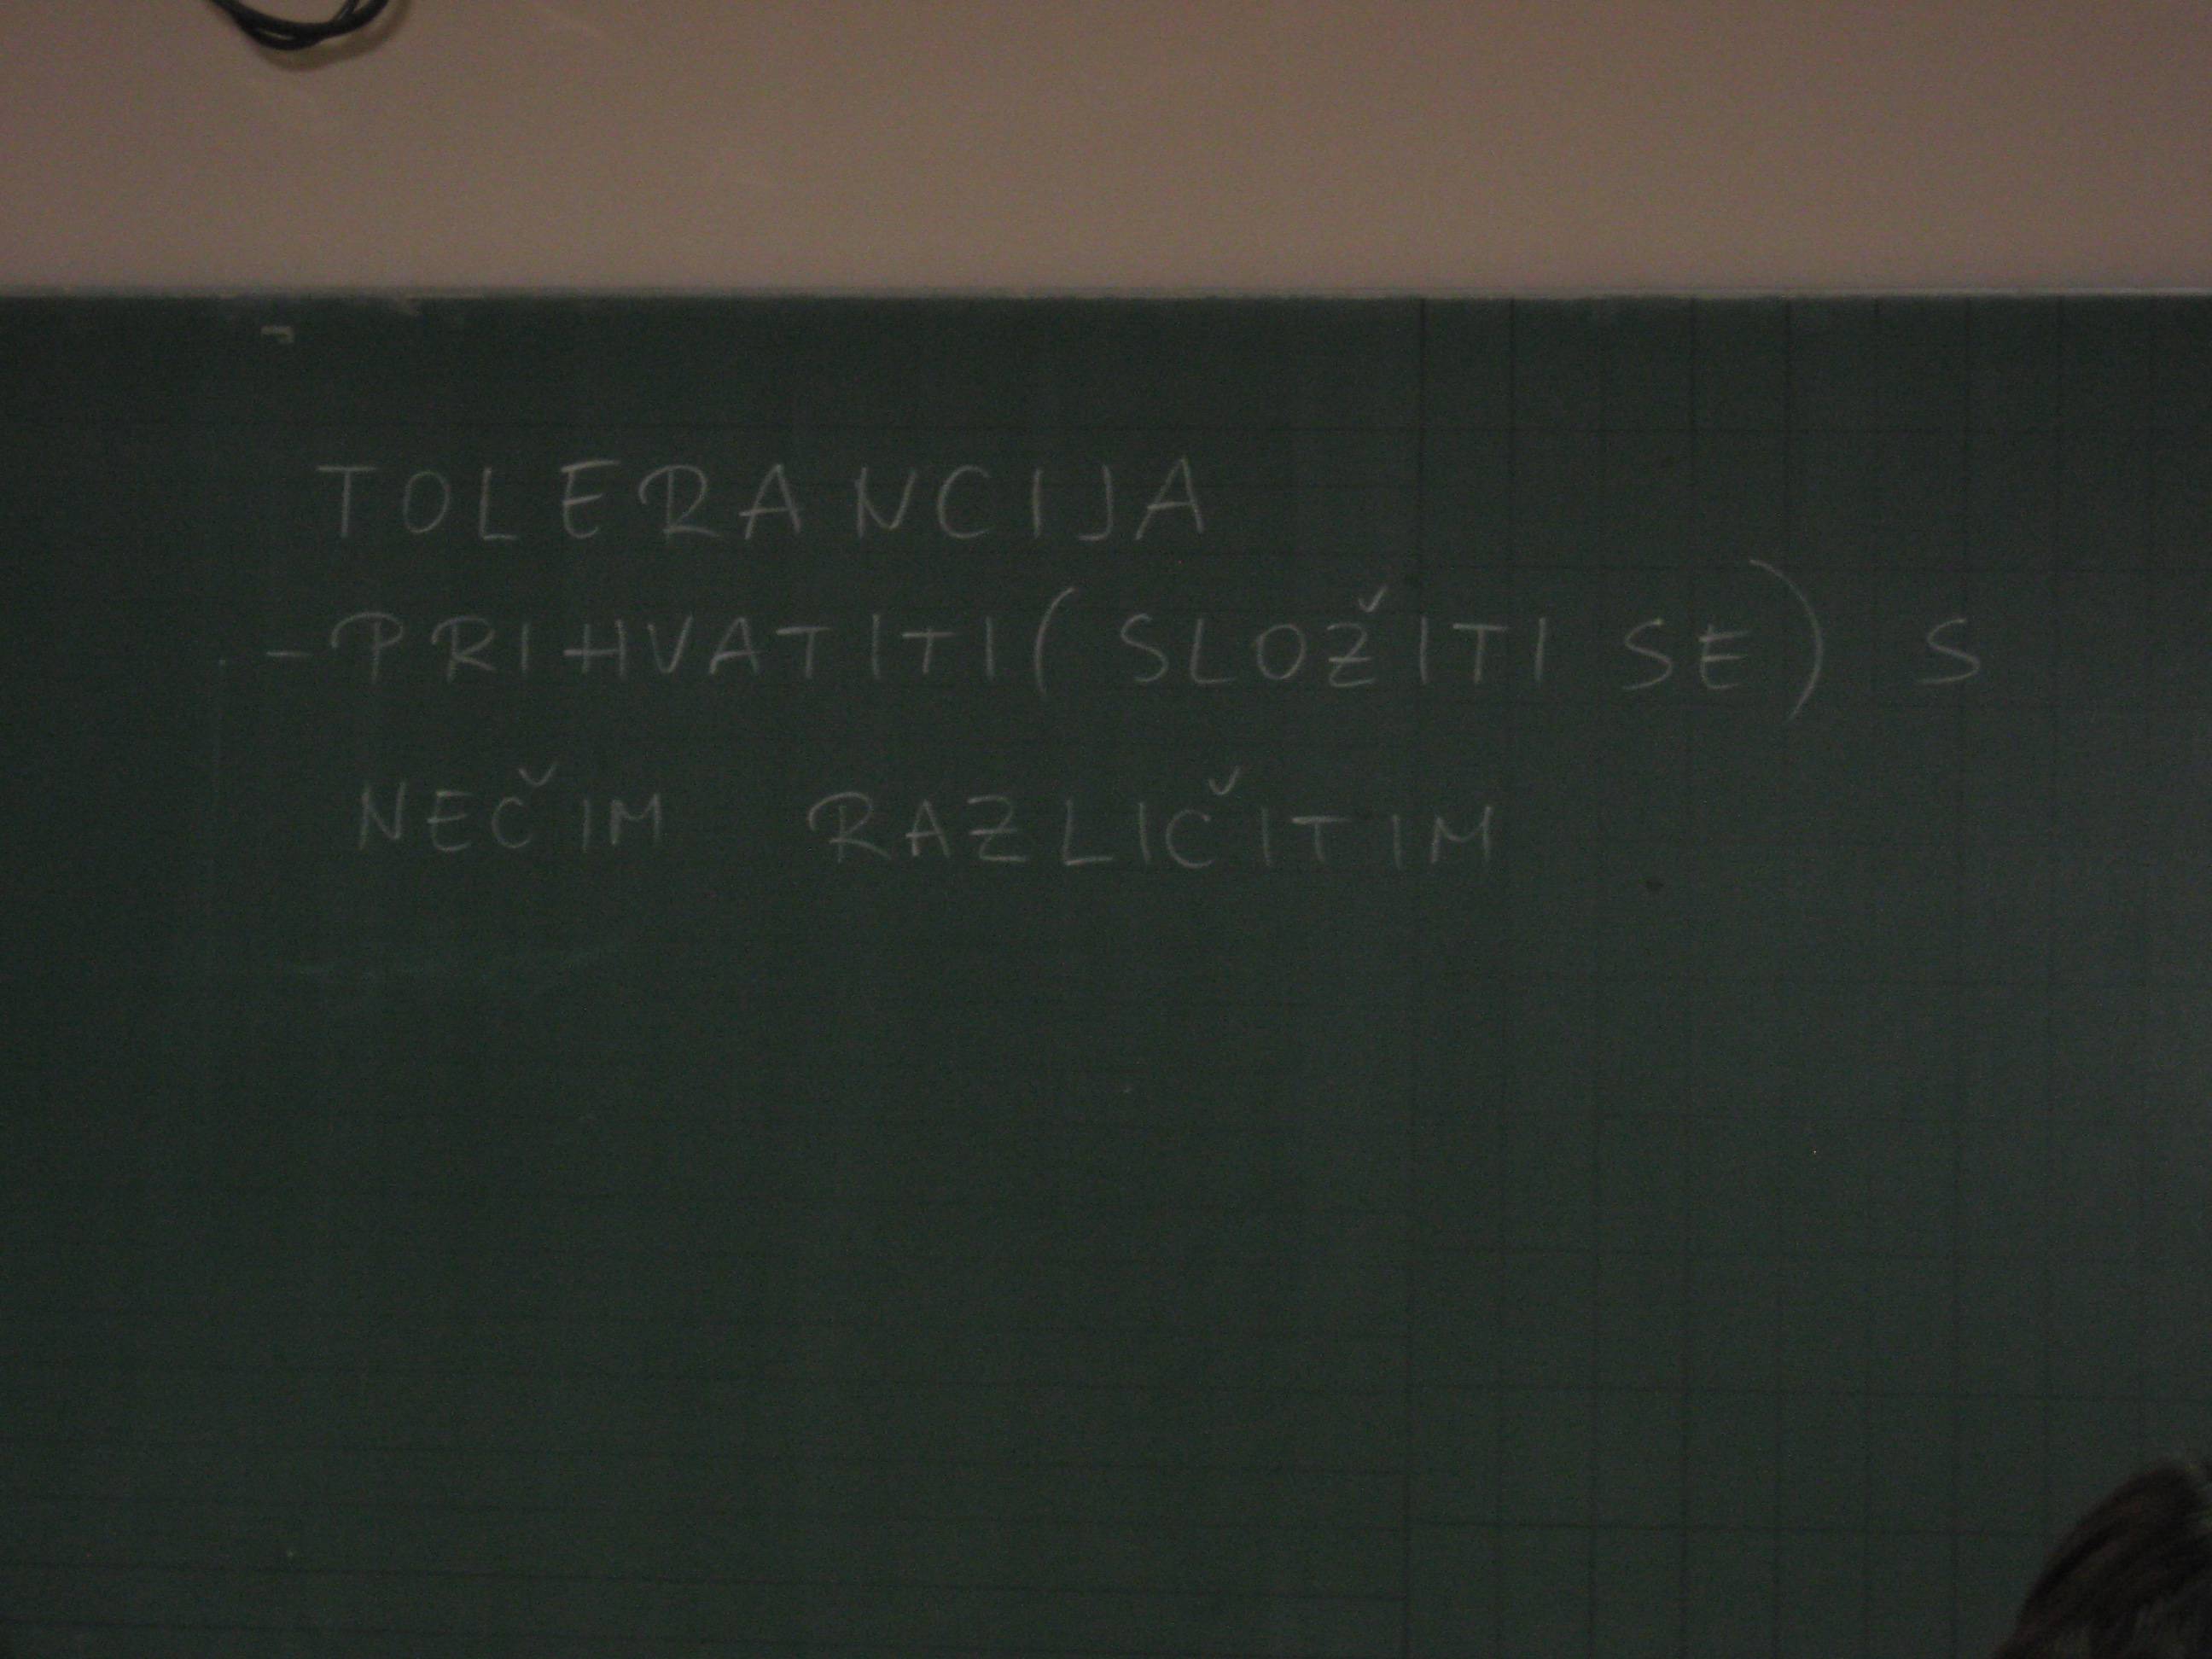 TOLERANCIJA
- PRIHVATITI (SLOŽITI SE) S
NEČIM RAZLIČITIM